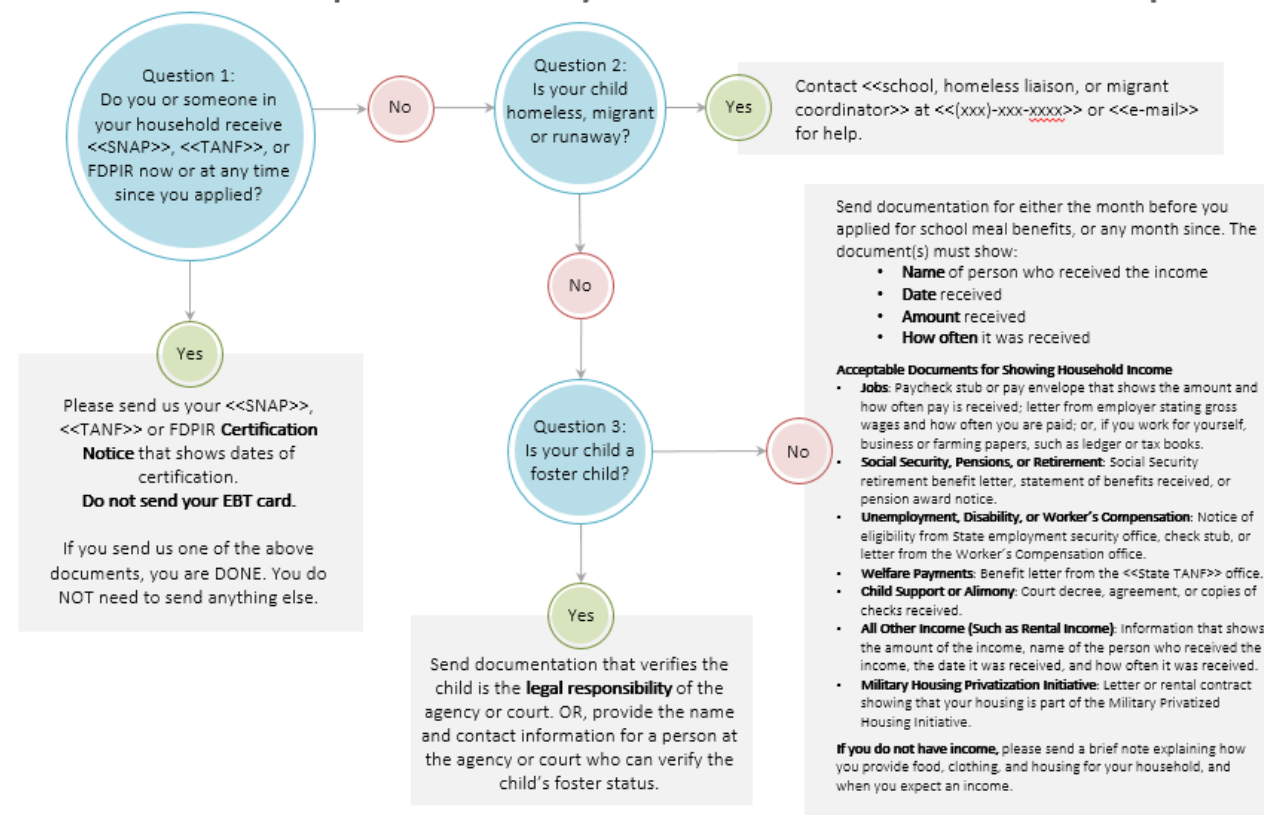 Question 1:
Do you or someone in
your household receive
<<SNAP>>, <<TANF>>, or
FDPIR now or at any time
since you applied?
No
Question 2:
Is your child
homeless, migrant
or runaway?
Yes
Contact <<school, homeless liaison, or migrant
coordinator>> at <<(xxx)-xxx-xxxx>> or <<e-mail>>
for help.
Yes
Please send us your <<SNAP>>,
<<TANF>> or FDPIR Certification
Notice that shows dates of
certification.
Do not send your EBT card.
If you send us one of the above
documents, you are DONE. You do
NOT need to send anything else.
No
Question 3:
Is your child a
foster child?
Yes
Send documentation that verifies the
child is the legal responsibility of the
agency or court. OR, provide the name
and contact information for a person at
the agency or court who can verify the
child's foster status.
No
Send documentation for either the month before you
applied for school meal benefits, or any month since. The
document(s) must show:
• Name of person who received the income
• Date received
• Amount received
• How often it was received
Acceptable Documents for Showing Household Income
• Jobs: Paycheck stub or pay envelope that shows the amount and
how often pay is received; letter from employer stating gross
wages and how often you are paid; or, if you work for yourself,
business or farming papers, such as ledger or tax books.
• Social Security, Pensions, or Retirement: Social Security
retirement benefit letter, statement of benefits received, or
pension award notice.
• Unemployment, Disability, or Worker's Compensation: Notice of
eligibility from State employment security office, check stub, or
letter from the Worker's Compensation office.
• Welfare Payments: Benefit letter from the <<State TANF>> office.
• Child Support or Alimony: Court decree, agreement, or copies of
checks received.
• All Other Income (Such as Rental Income): Information that shows
the amount of the income, name of the person who received the
income, the date it was received, and how often it was received.
• Military Housing Privatization Initiative: Letter or rental contract
showing that your housing is part of the Military Privatized
Housing Initiative.
If you do not have income, please send a brief note explaining how
you provide food, clothing, and housing for your household, and
when you expect an income.